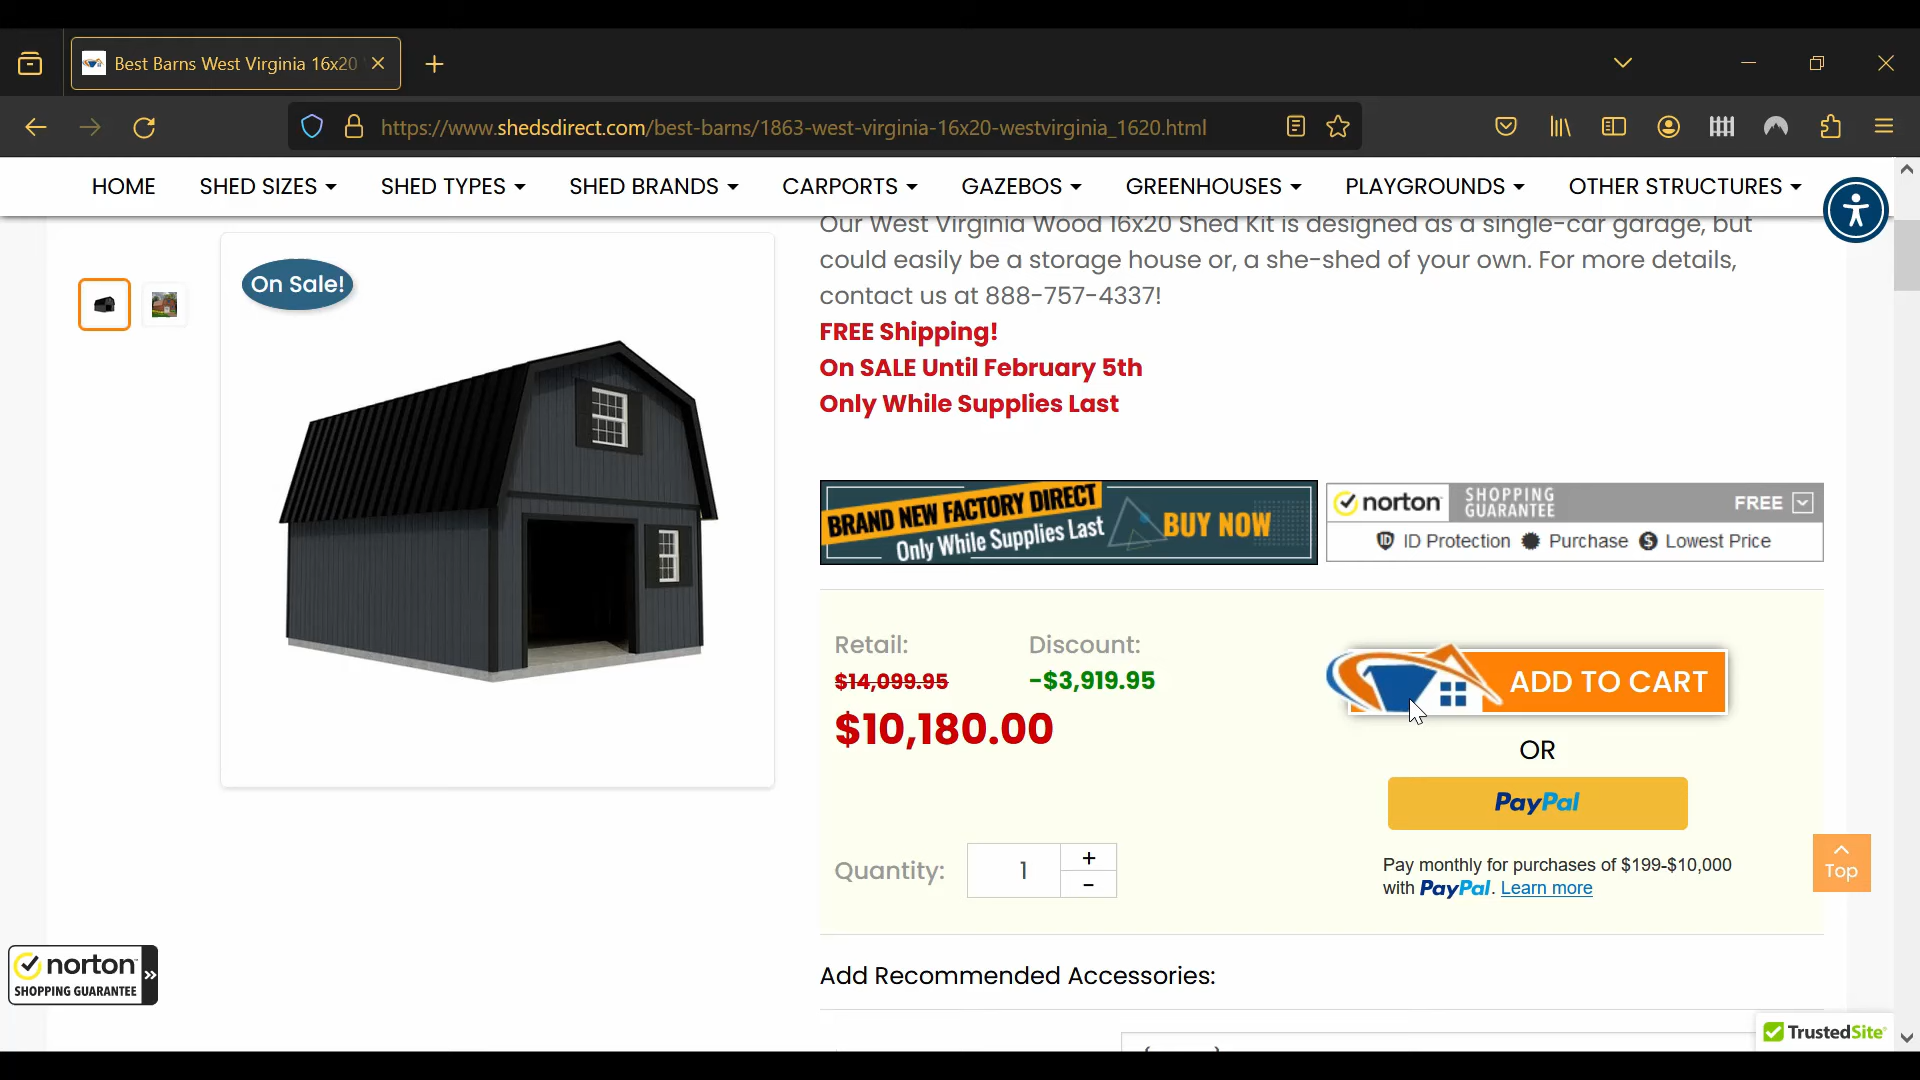 Best Barns West Virginia 16x20
https://www.shedsdirect.com/best-barns/1863-west-virginia-16x20-westvirginia_1620.html
HOME SHED SIZES SHED TYPES SHED BRANDS CARPORTS GAZEBOS GREENHOUSES PLAYGROUNDS OTHER STRUCTURES
Our West Virginia Wood 16x20 Shed Kit is designed as a single-car garage, but
could easily be a storage house or, a she-shed of your own. For more details,
contact us at 888-757-4337!
FREE Shipping!
On SALE Until February 5th
Only While Supplies Last
On Sale!
BRAND NEW FACTORY DIRECT
Only While Supplies Last
BUY NOW
norton SHOPPING GUARANTEE FREE
ID ID Protection Purchase $ Lowest Price
Retail: Discount:
$14,099.95 -$3,919.95
$10,180.00
ADD TO CART
OR
PayPal
Pay monthly for purchases of $199-$10,000
with PayPal. Learn more
Quantity: 1 + -
Top
Add Recommended Accessories:
norton »
SHOPPING GUARANTEE
TrustedSite